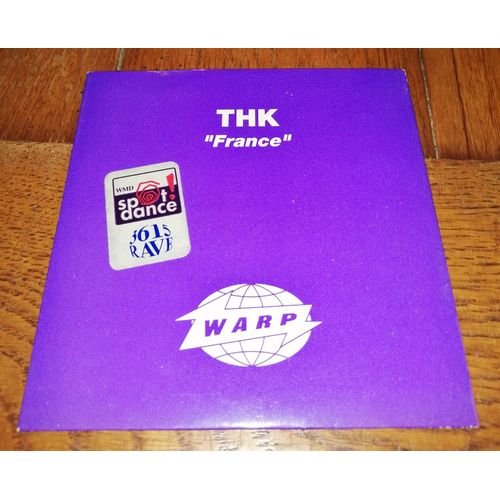 THK
"France"
WMD
spot!
dance
3615
RAVE
WARP